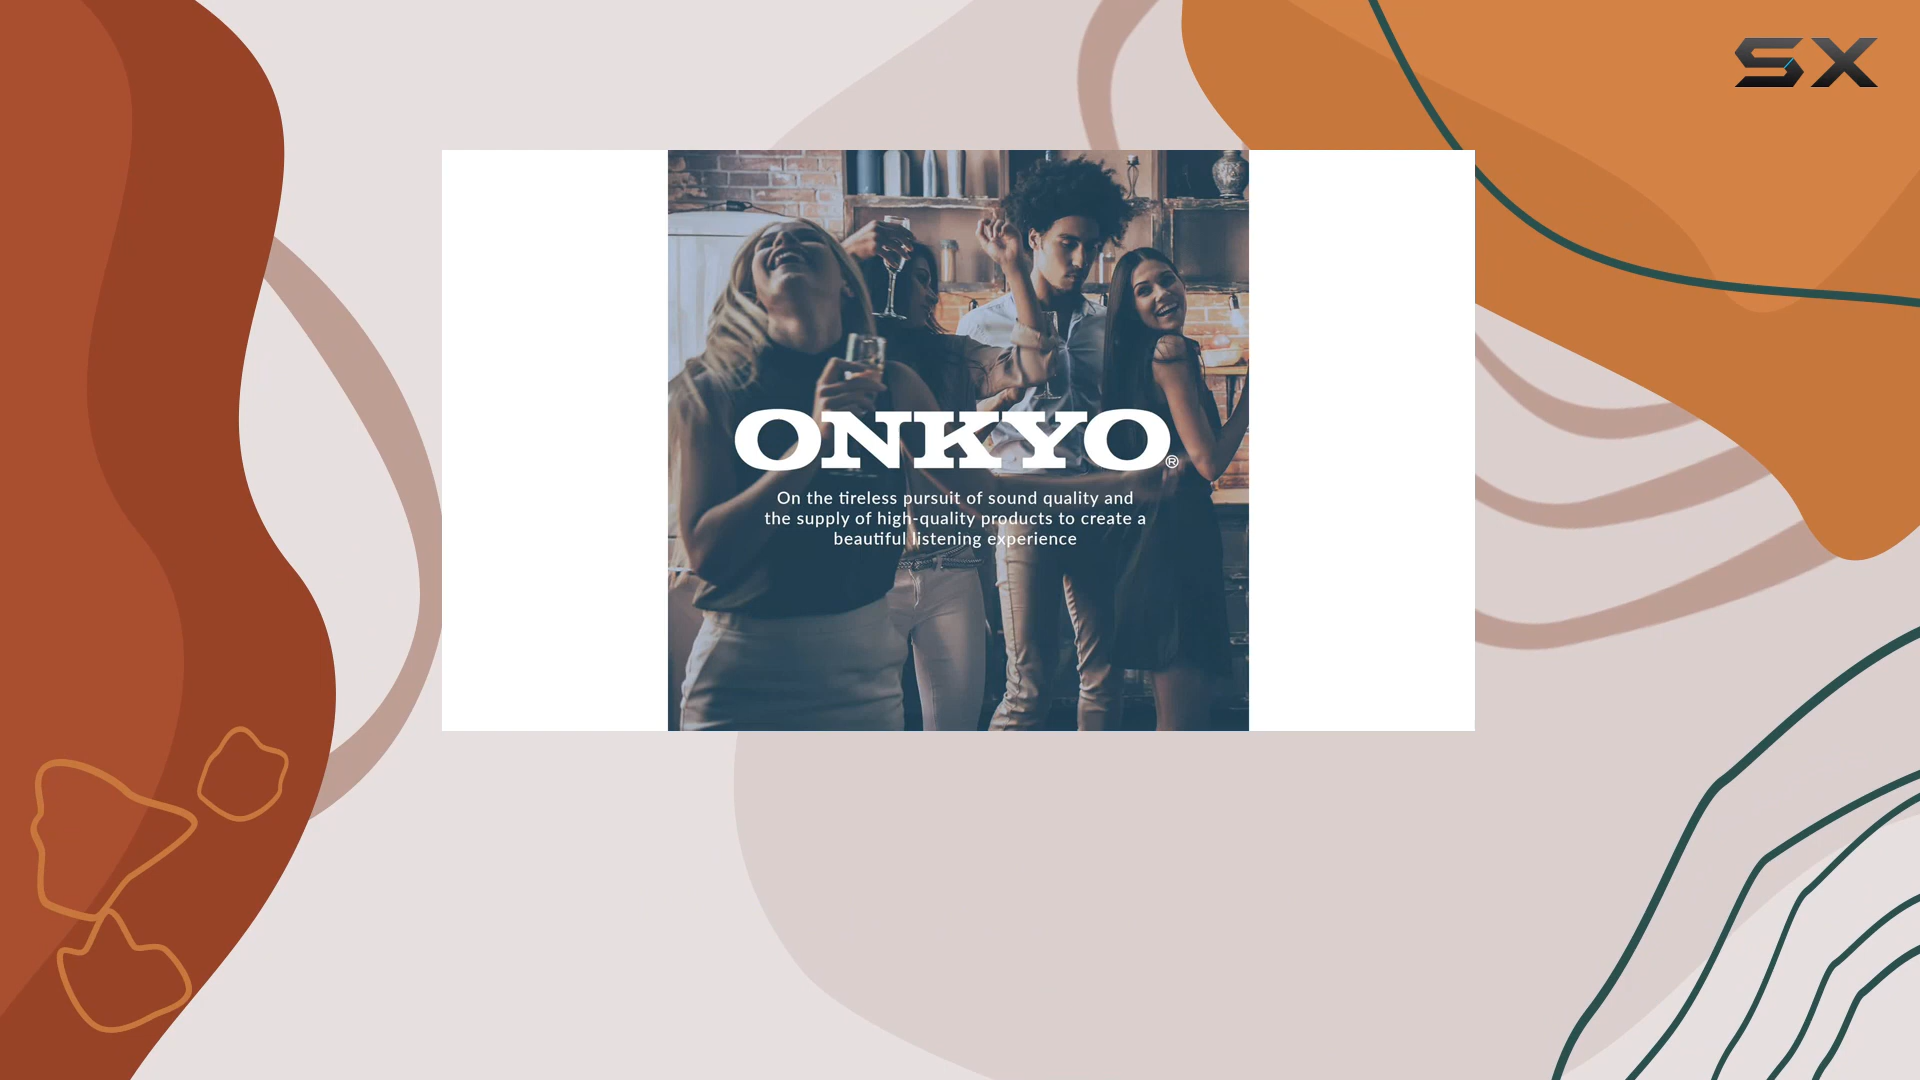 SX
ONKYO®
On the tireless pursuit of sound quality and
the supply of high-quality products to create a
beautiful listening experience